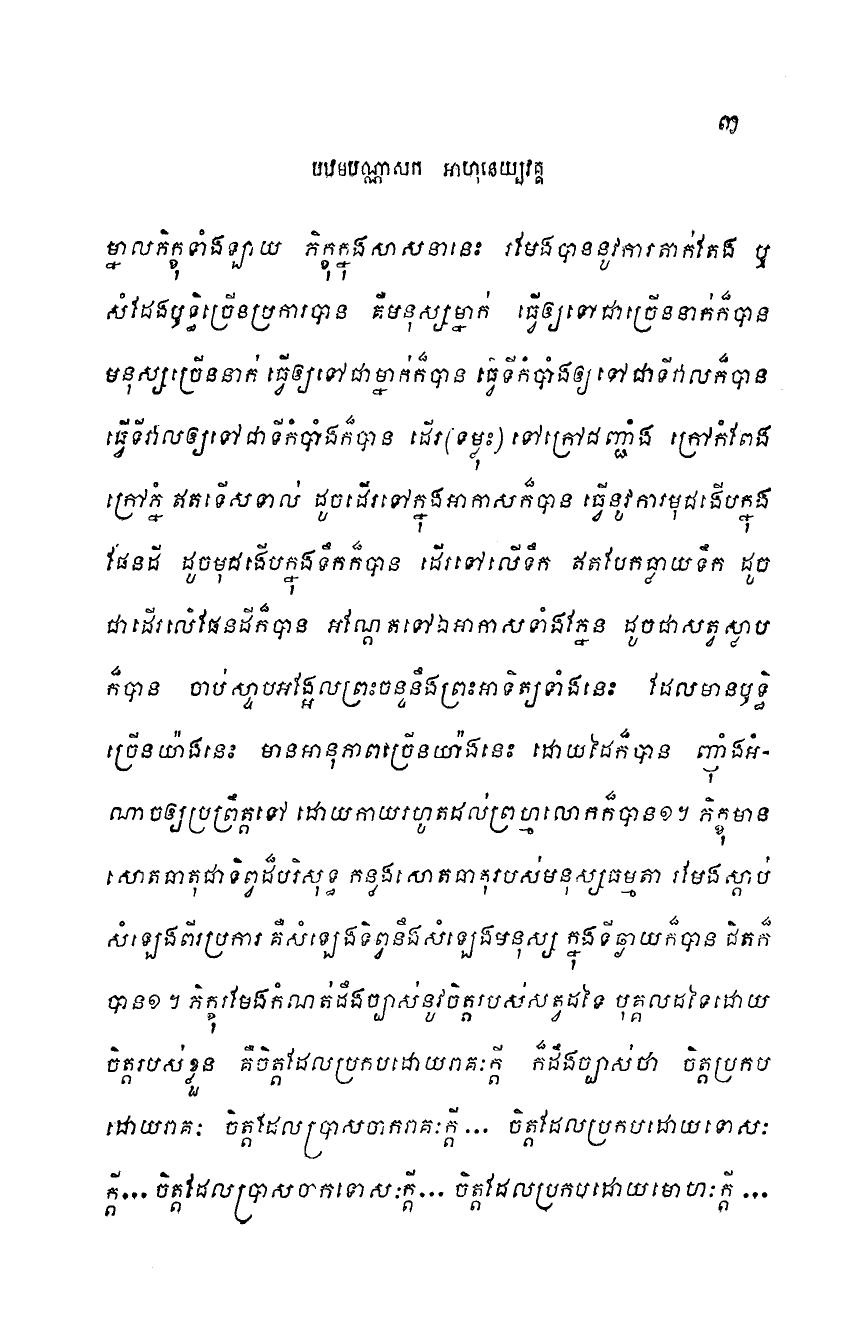 ៣
បឋមបណ្ណាសក អាហុនេយ្យវគ្គ
ម្នាលភិក្ខុទាំងឡាយ ភិក្ខុក្នុងសាសនានេះ រមែងបាននូវការតាក់តែង ឬ
សំដែងឫទ្ធិច្រើនប្រការបាន គឺមនុស្សម្នាក់ ធ្វើឲ្យទៅជាច្រើននាក់ក៏បាន
មនុស្សច្រើននាក់ ធ្វើឲ្យទៅជាម្នាក់ក៏បាន ធ្វើទីកំបាំងឲ្យទៅជាទីវាលក៏បាន
ធ្វើទីវាលឲ្យទៅជាទីកំបាំងក៏បាន ដើរ(ទម្លុះ) ទៅក្រៅជញ្ជាំង ក្រៅកំពែង
ក្រៅភ្នំ ឥតទើសទាល់ ដូចដើរទៅក្នុងអាកាសក៏បាន ធ្វើនូវការមុជងើបក្នុង
ផែនដី ដូចមុជងើបក្នុងទឹកក៏បាន ដើរទៅលើទឹក ឥតបែកធ្លាយទឹក ដូច
ជាដើរលើផែនដីក៏បាន អណ្តែតទៅឯអាកាសទាំងភ្នែន ដូចជាសត្វស្លាប
ក៏បាន ចាប់ស្ទាបអង្អែលព្រះចន្ទនឹងព្រះអាទិត្យទាំងនេះ ដែលមានឫទ្ធិ
ច្រើនយ៉ាងនេះ មានអានុភាពច្រើនយ៉ាងនេះ ដោយដៃក៏បាន ញ៉ាំងអំ-
ណាចឲ្យប្រព្រឹត្តទៅ ដោយកាយរហូតដល់ព្រហ្មលោកក៏បាន១។ ភិក្ខុមាន
សោតធាតុជាទិព្វដ៏បរិសុទ្ធ កន្លងសោតធាតុរបស់មនុស្សធម្មតា រមែងស្តាប់
សំឡេងពីរប្រការ គឺសំឡេងទិព្វនឹងសំឡេងមនុស្ស ក្នុងទីឆ្ងាយក៏បាន ជិតក៏
បាន១។ ភិក្ខុរមែងកំណត់ដឹងច្បាស់នូវចិត្តរបស់សត្វដទៃ បុគ្គលដទៃដោយ
ចិត្តរបស់ខ្លួន គឺចិត្តដែលប្រកបដោយរាគៈក្តី ក៏ដឹងច្បាស់ថា ចិត្តប្រកប
ដោយរាគៈ ចិត្តដែលប្រាសចាករាគៈក្តី... ចិត្តដែលប្រកបដោយទោសៈ
ក្តី... ចិត្តដែលប្រាសចាកទោសៈក្តី... ចិត្តដែលប្រកបដោយមោហៈក្តី ...